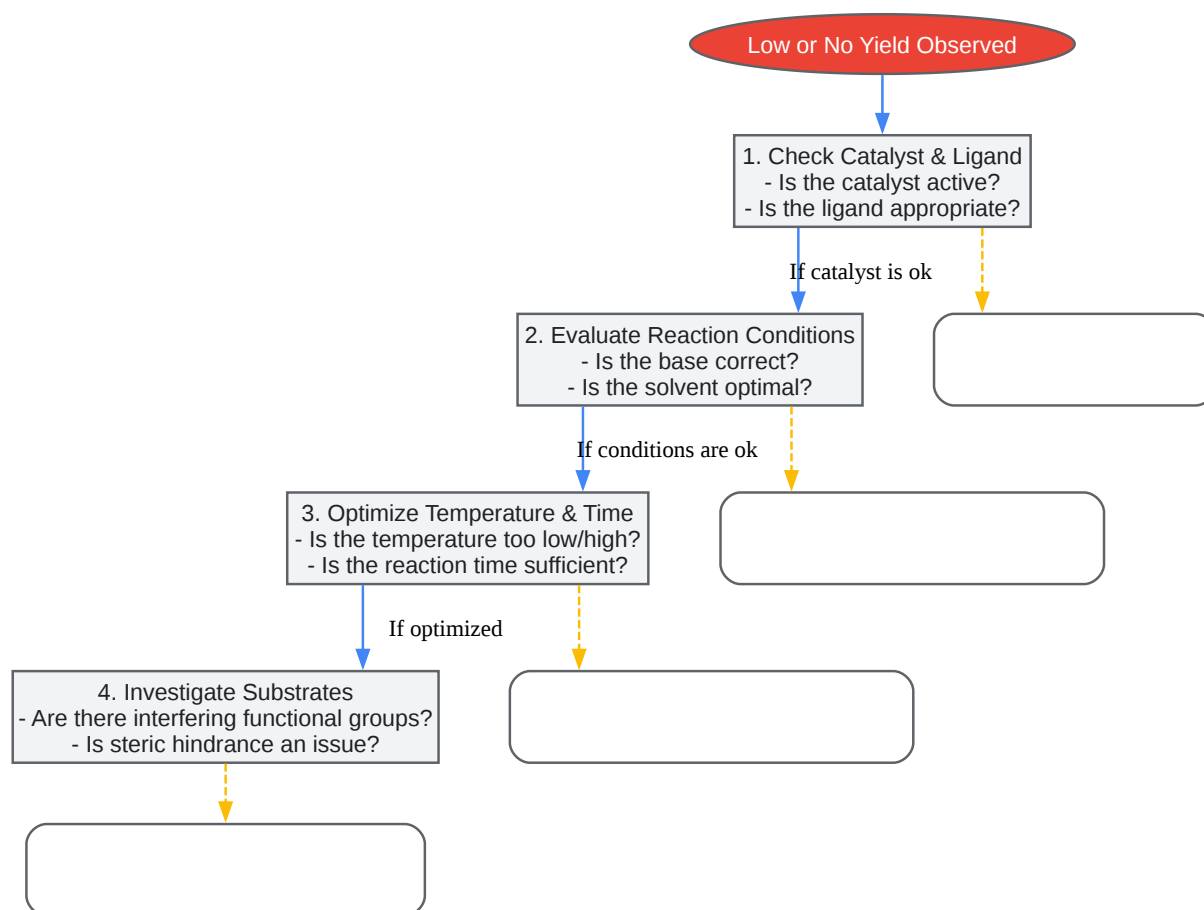 Low or No Yield Observed
1. Check Catalyst & Ligand
- Is the catalyst active?
- Is the ligand appropriate?
If catalyst is ok
2. Evaluate Reaction Conditions
- Is the base correct?
- Is the solvent optimal?
If conditions are ok
3. Optimize Temperature & Time
- Is the temperature too low/high?
- Is the reaction time sufficient?
If optimized
4. Investigate Substrates
- Are there interfering functional groups?
- Is steric hindrance an issue?